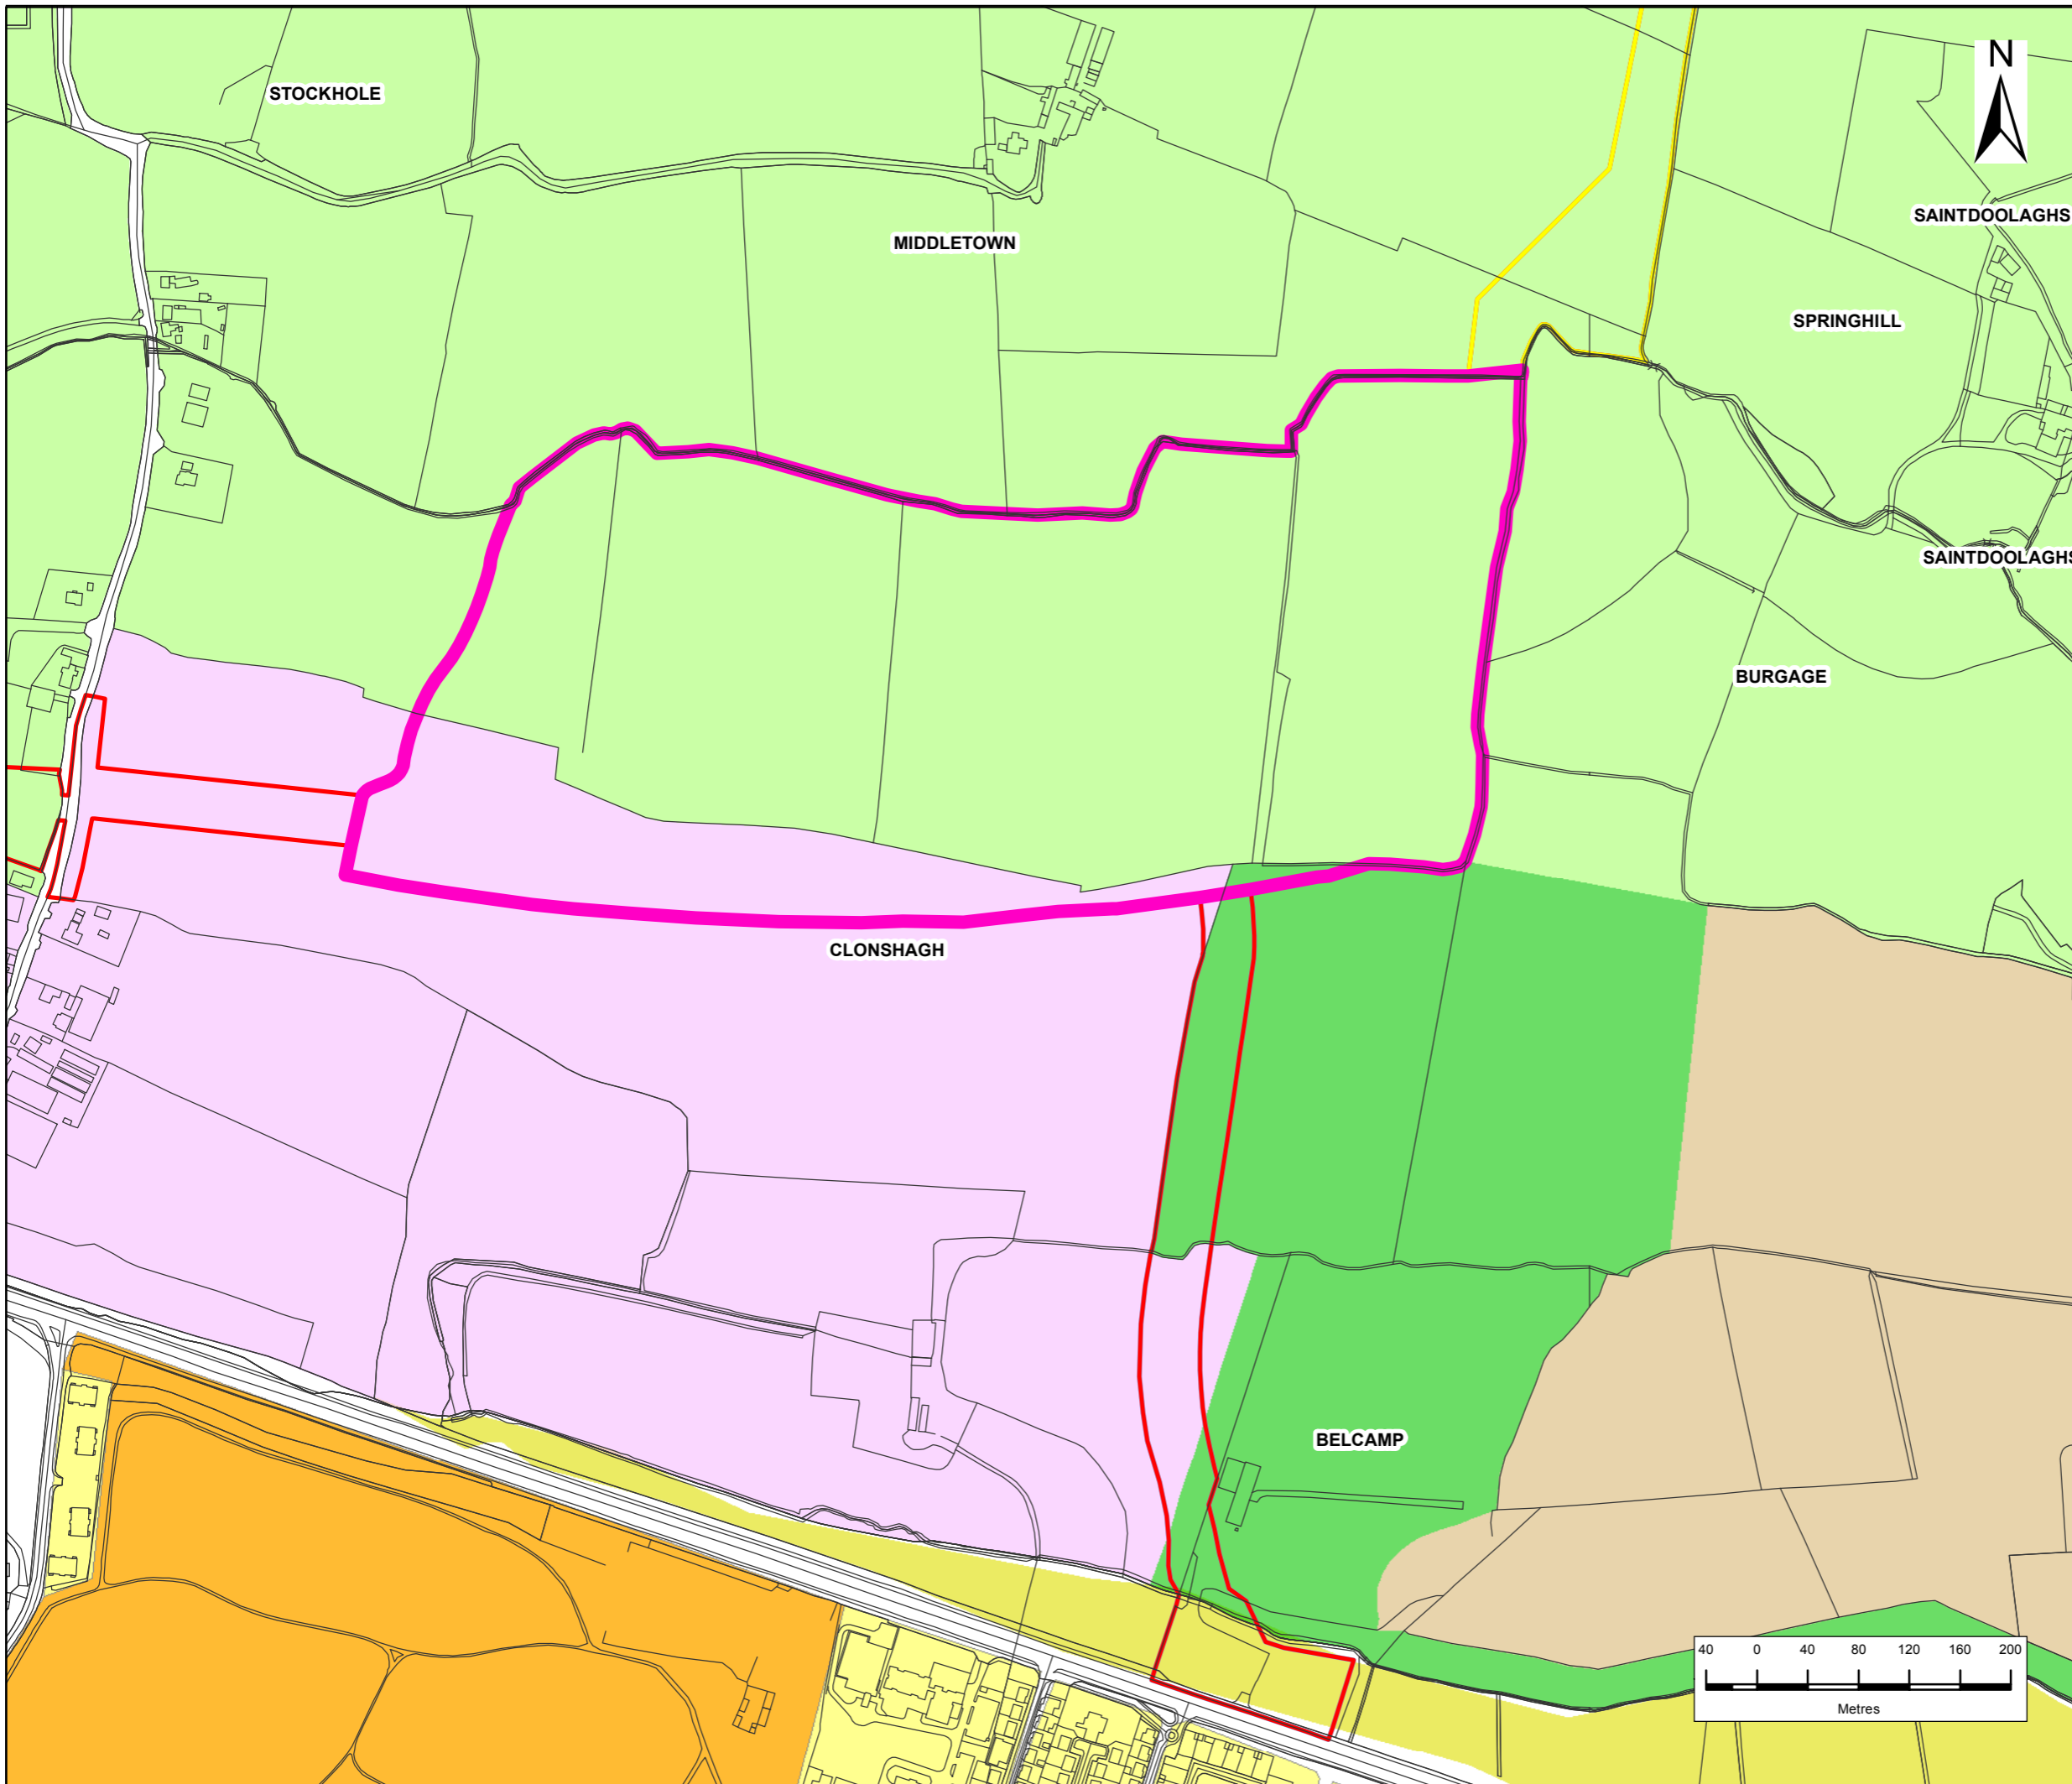 N
STOCKHOLE
SAINTDOOLAGHS
MIDDLETOWN
SPRINGHILL
SAINTDOOLAGHS
BURGAGE
CLONSHAGH
BELCAMP
40 0 40 80 120 160 200
Metres